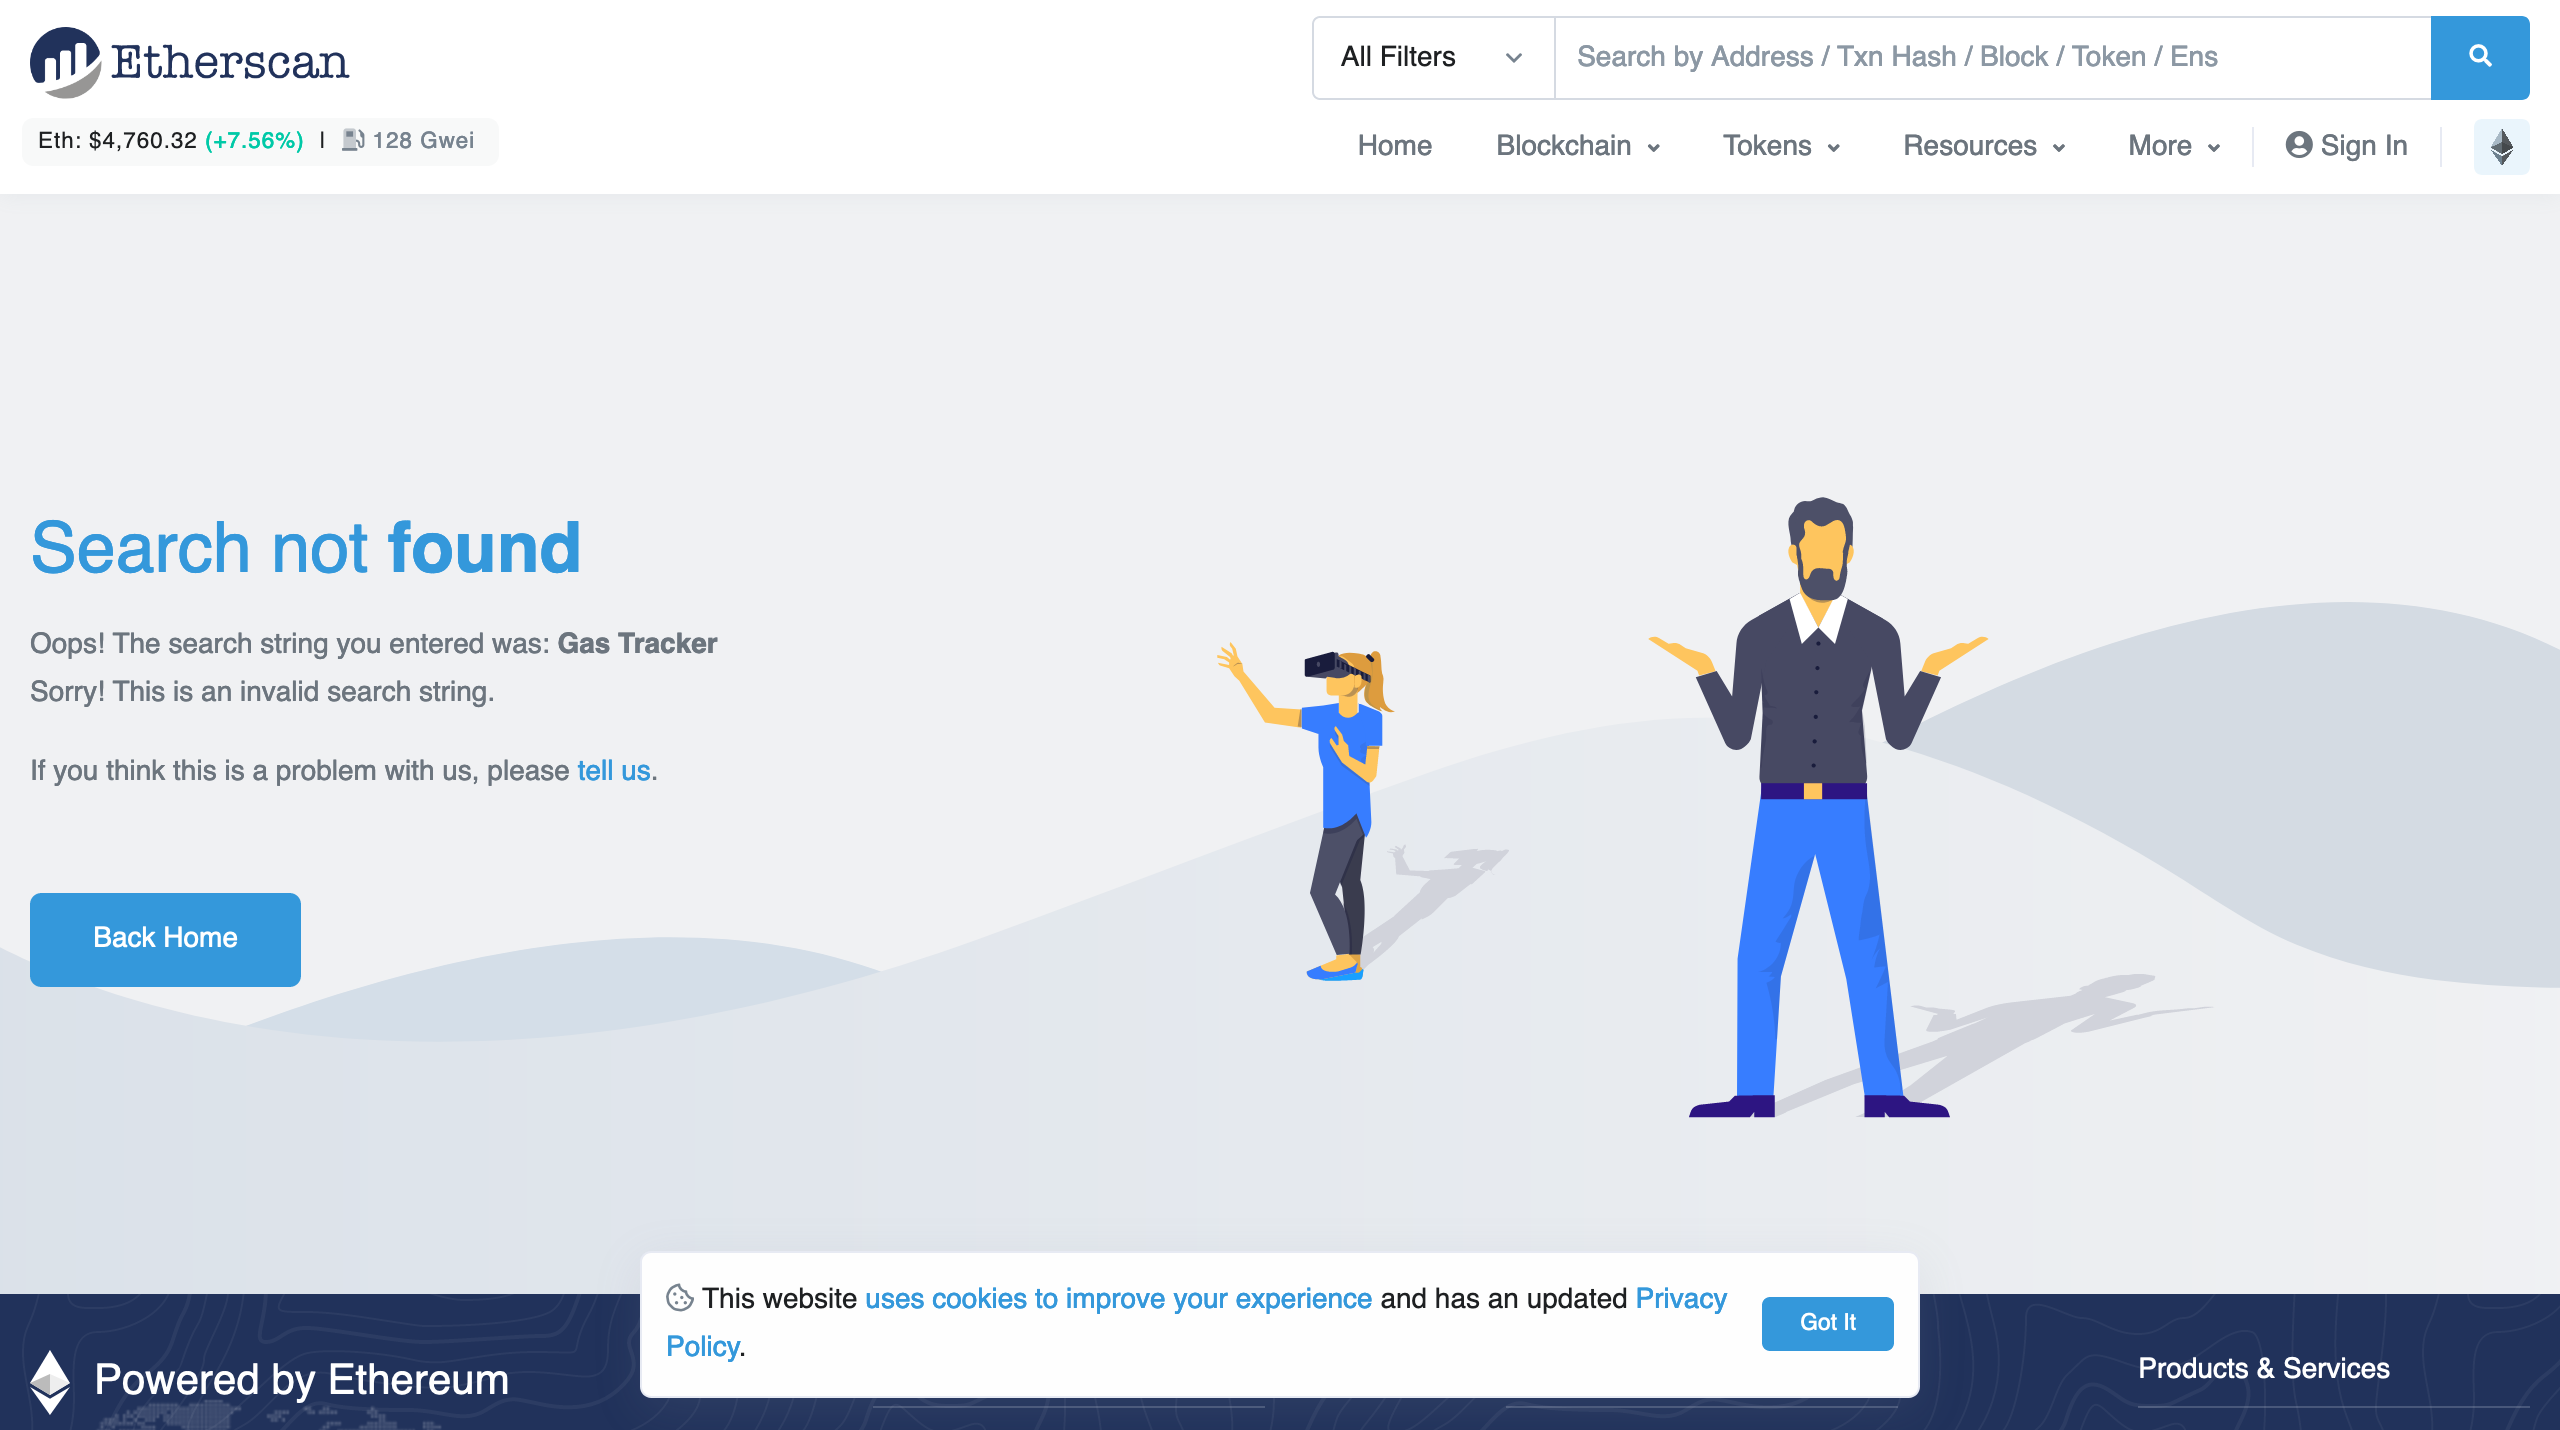 Etherscan
All Filters
Search by Address / Txn Hash / Block / Token / Ens
Eth: $4,760.32 (+7.56%) | 128 Gwei
Home Blockchain Tokens Resources More Sign In
Search not found
Oops! The search string you entered was: Gas Tracker
Sorry! This is an invalid search string.
If you think this is a problem with us, please tell us.
Back Home
This website uses cookies to improve your experience and has an updated Privacy
Policy.
Got It
Powered by Ethereum
Products & Services